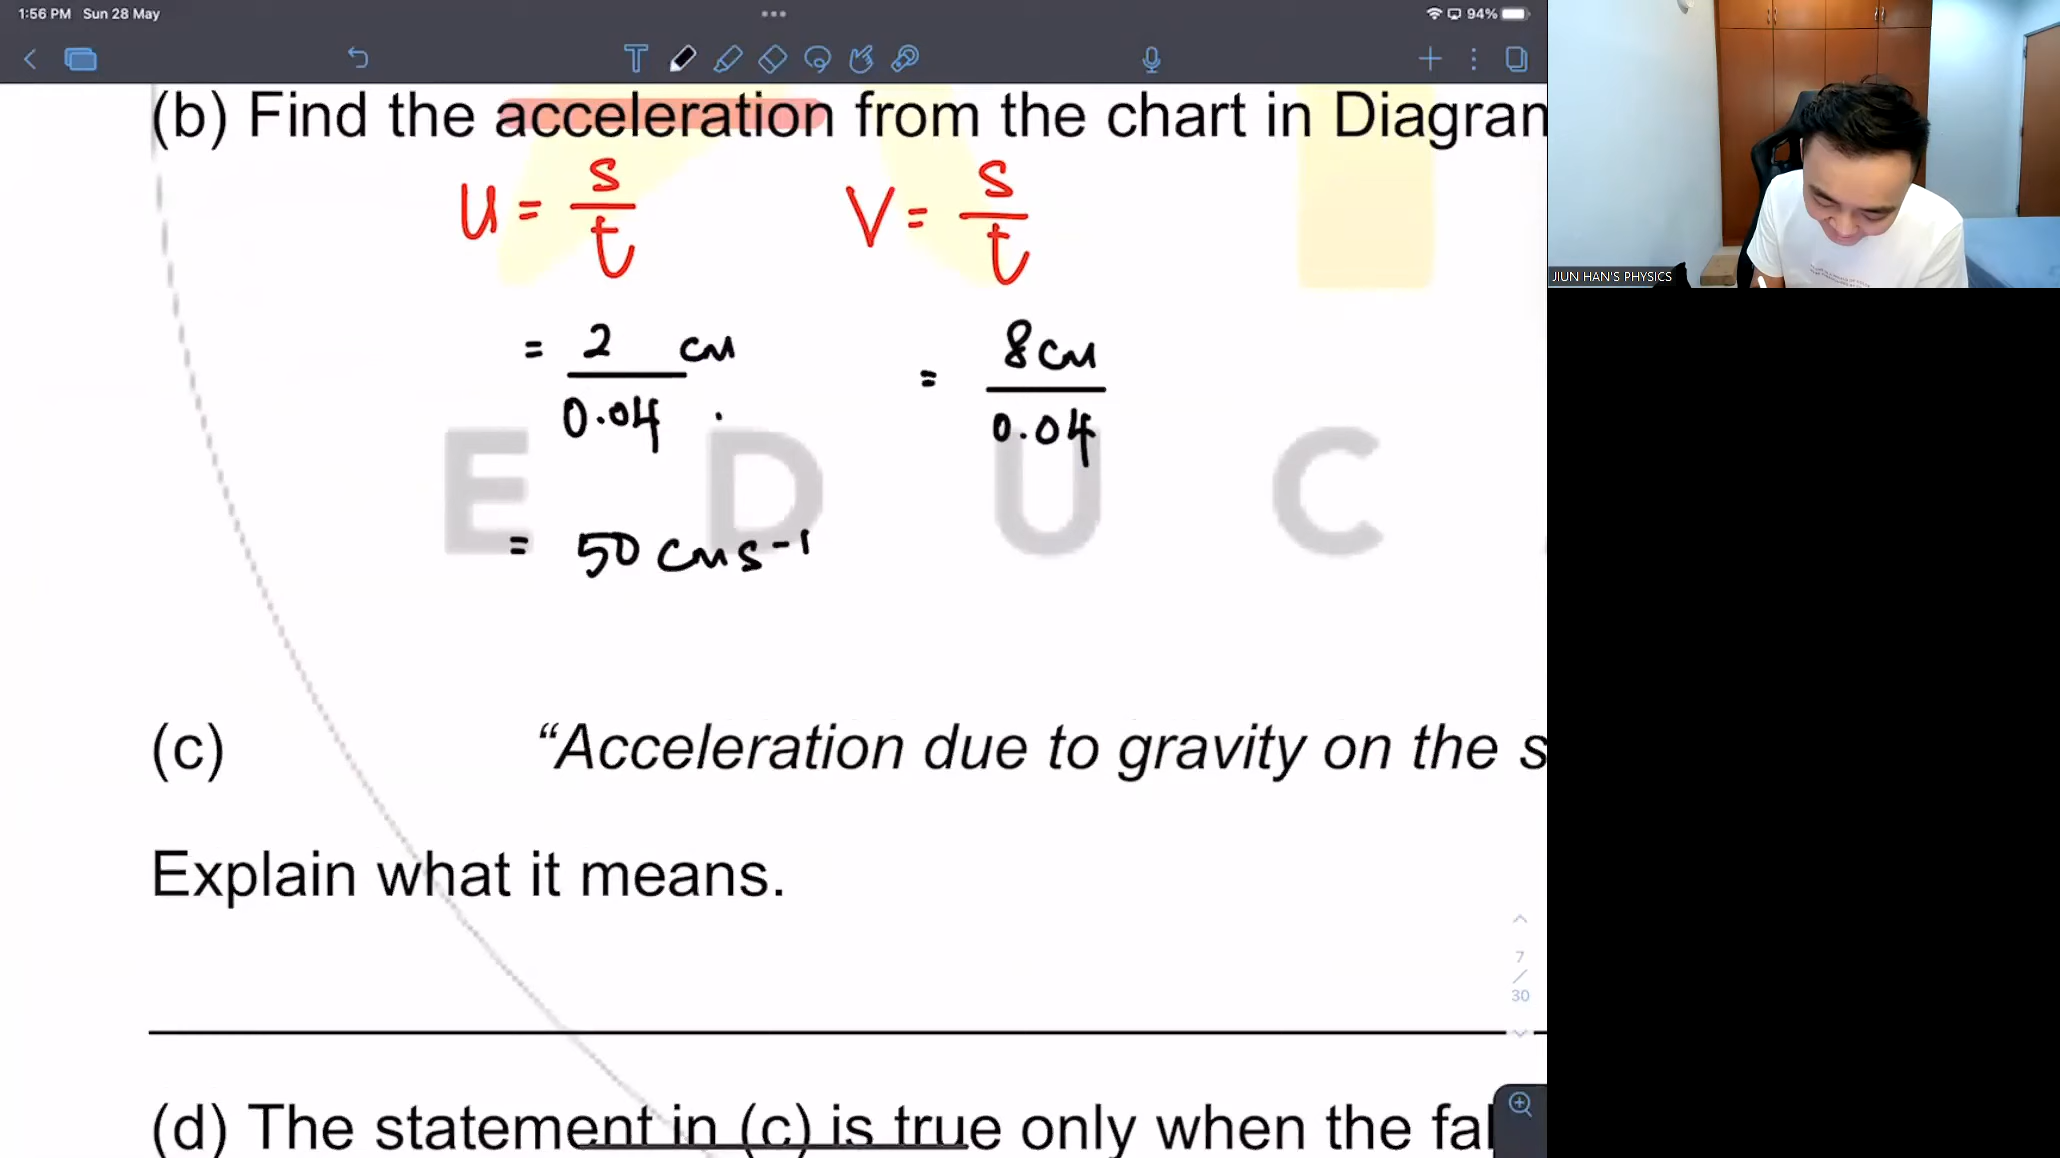 1:56 PM Sun 28 May
94%
(b) Find the acceleration from the chart in Diagran
U = s/t V = s/t
= 2 cm / 0.04 = 8cm / 0.04
E D U C
= 50 cms⁻¹
(c) “Acceleration due to gravity on the s
Explain what it means.
7
/
30
(d) The statement in (c) is true only when the fal
JIUN HAN'S PHYSICS